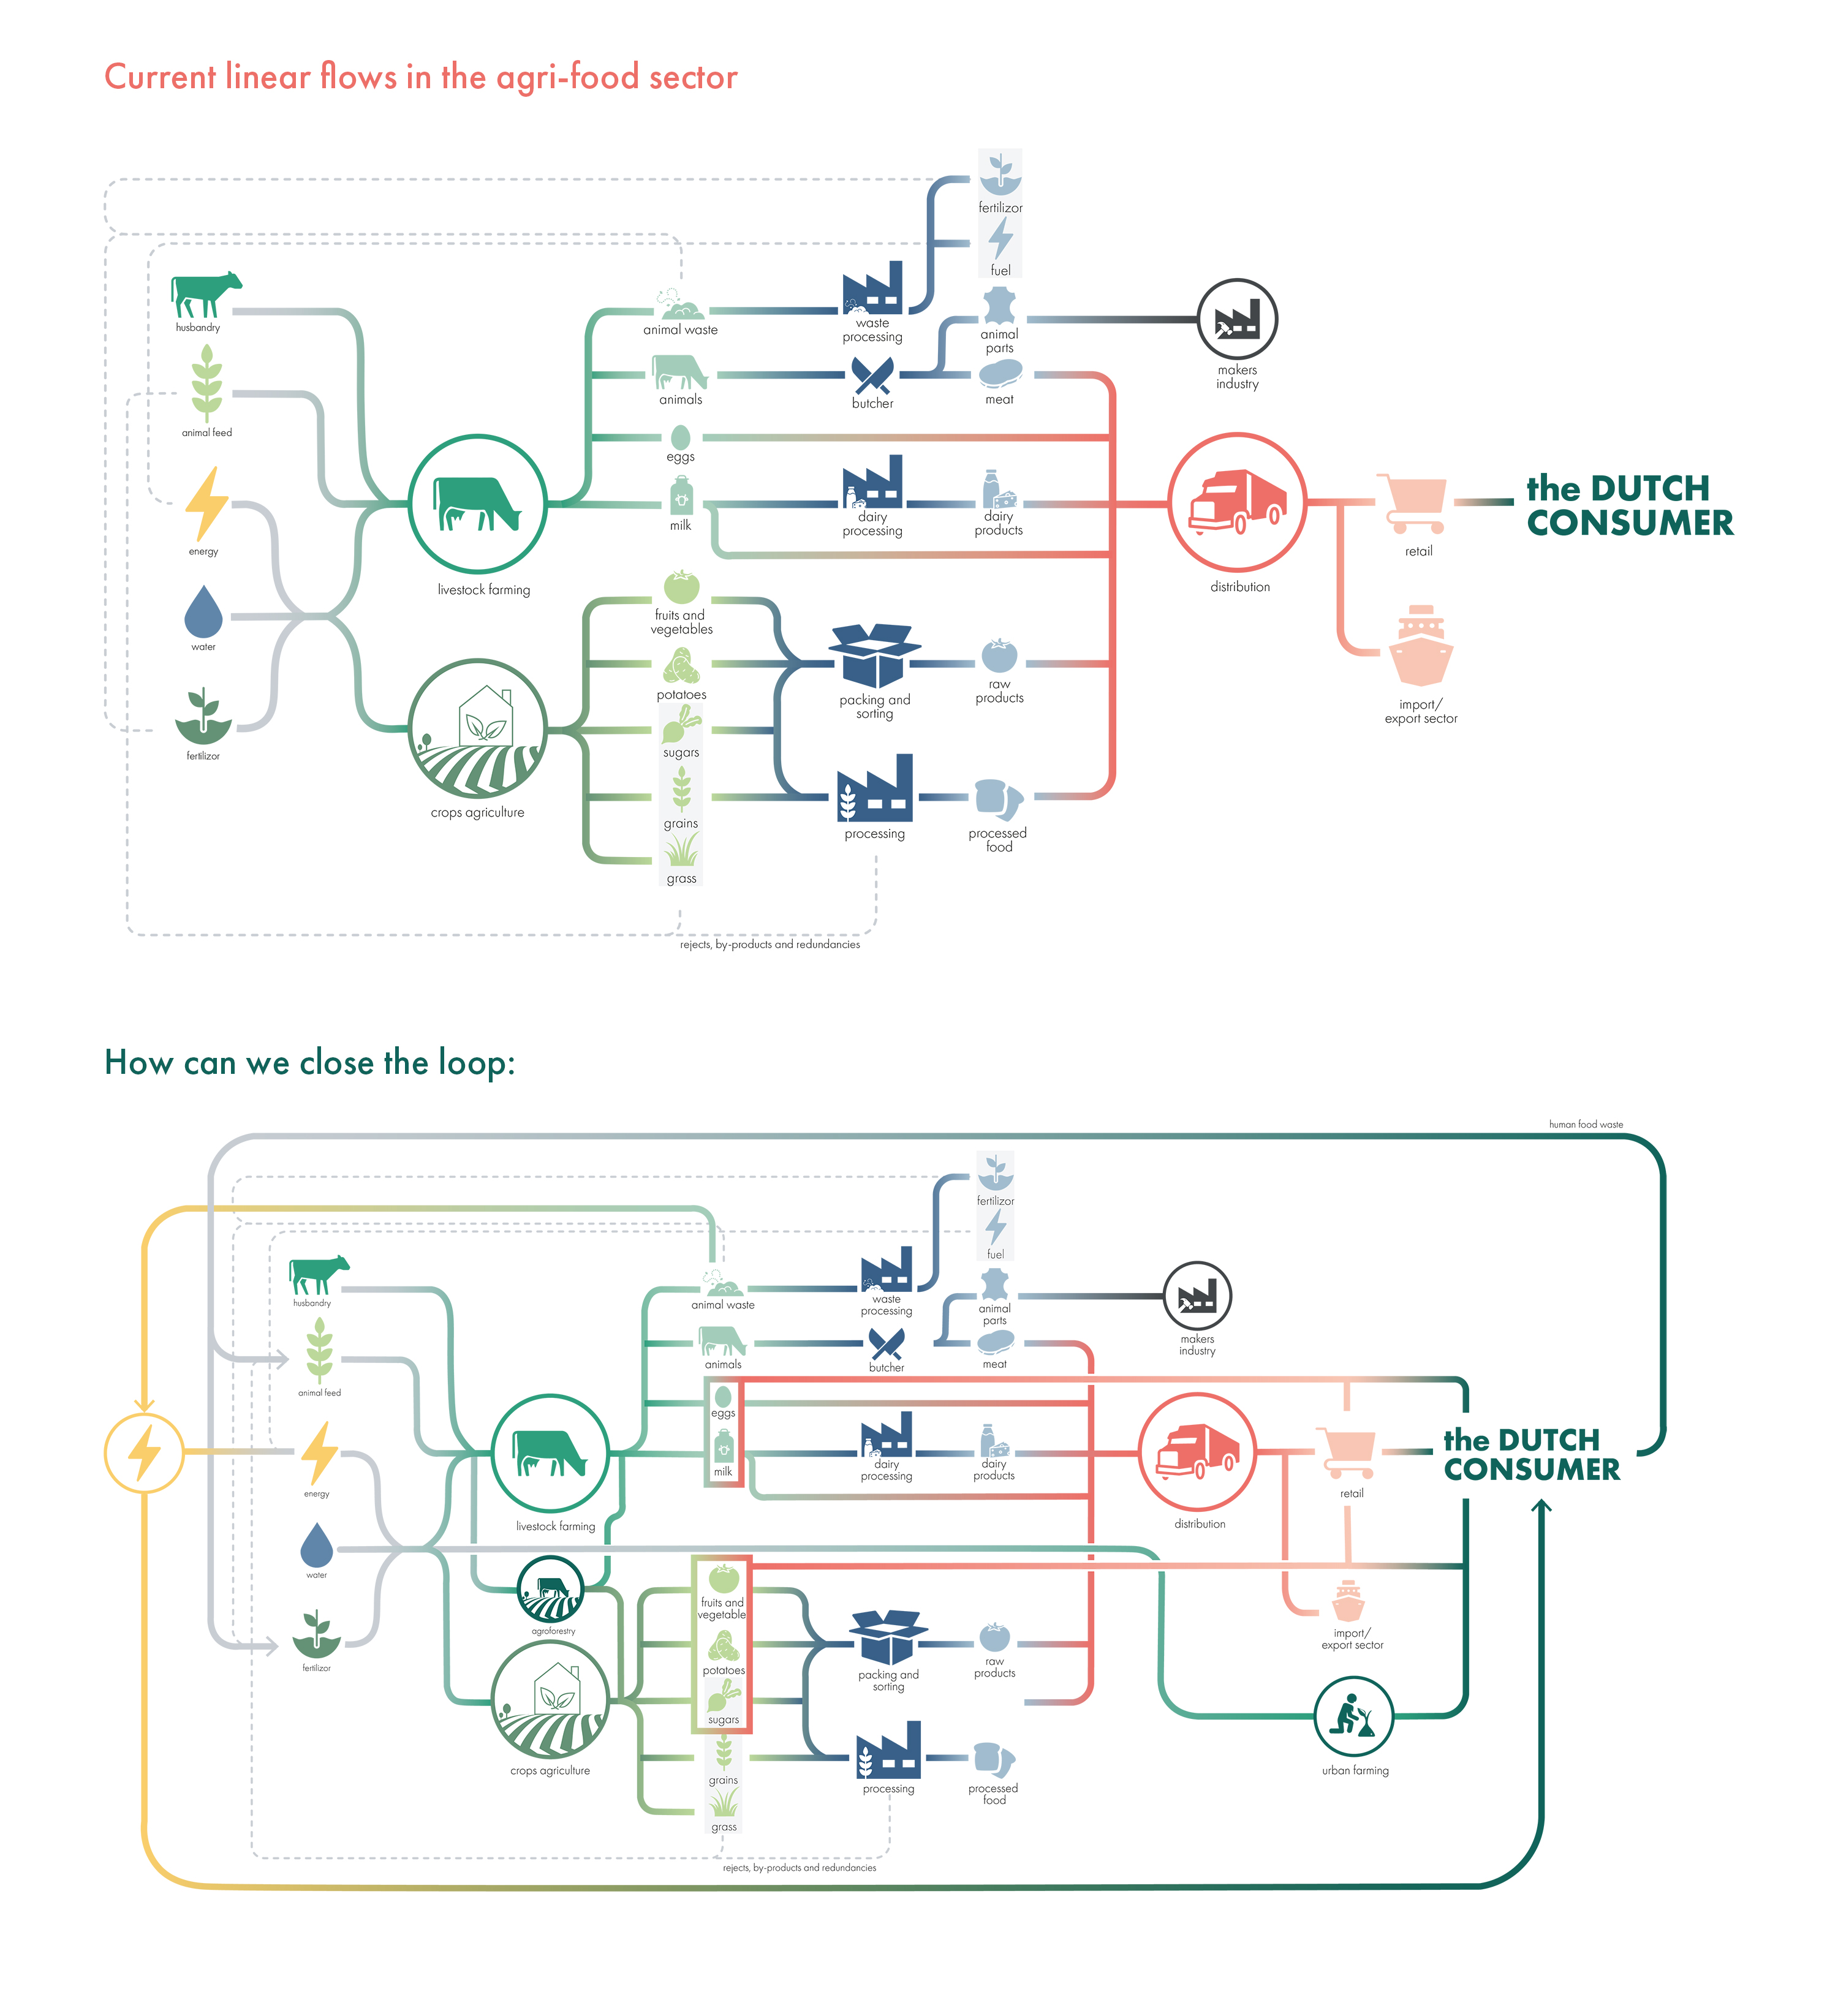 Current linear flows in the agri-food sector
fertilizor
fuel
husbandry
animal waste
waste
processing
animal
parts
makers
industry
animal feed
animals
butcher
meat
eggs
energy
milk
dairy
processing
dairy
products
retail
the DUTCH
CONSUMER
livestock farming
distribution
fruits and
vegetables
water
potatoes
packing and
sorting
raw
products
import/
export sector
fertilizor
sugars
crops agriculture
grains
processing
processed
food
grass
rejects, by-products and redundancies
How can we close the loop:
human food waste
fertilizor
fuel
husbandry
animal waste
waste
processing
animal
parts
makers
industry
animal feed
animals
butcher
meat
eggs
energy
milk
dairy
processing
dairy
products
retail
the DUTCH
CONSUMER
livestock farming
distribution
water
fruits and
vegetable
agroforestry
import/
export sector
fertilizor
potatoes
packing and
sorting
raw
products
sugars
crops agriculture
grains
processing
processed
food
urban farming
grass
rejects, by-products and redundancies